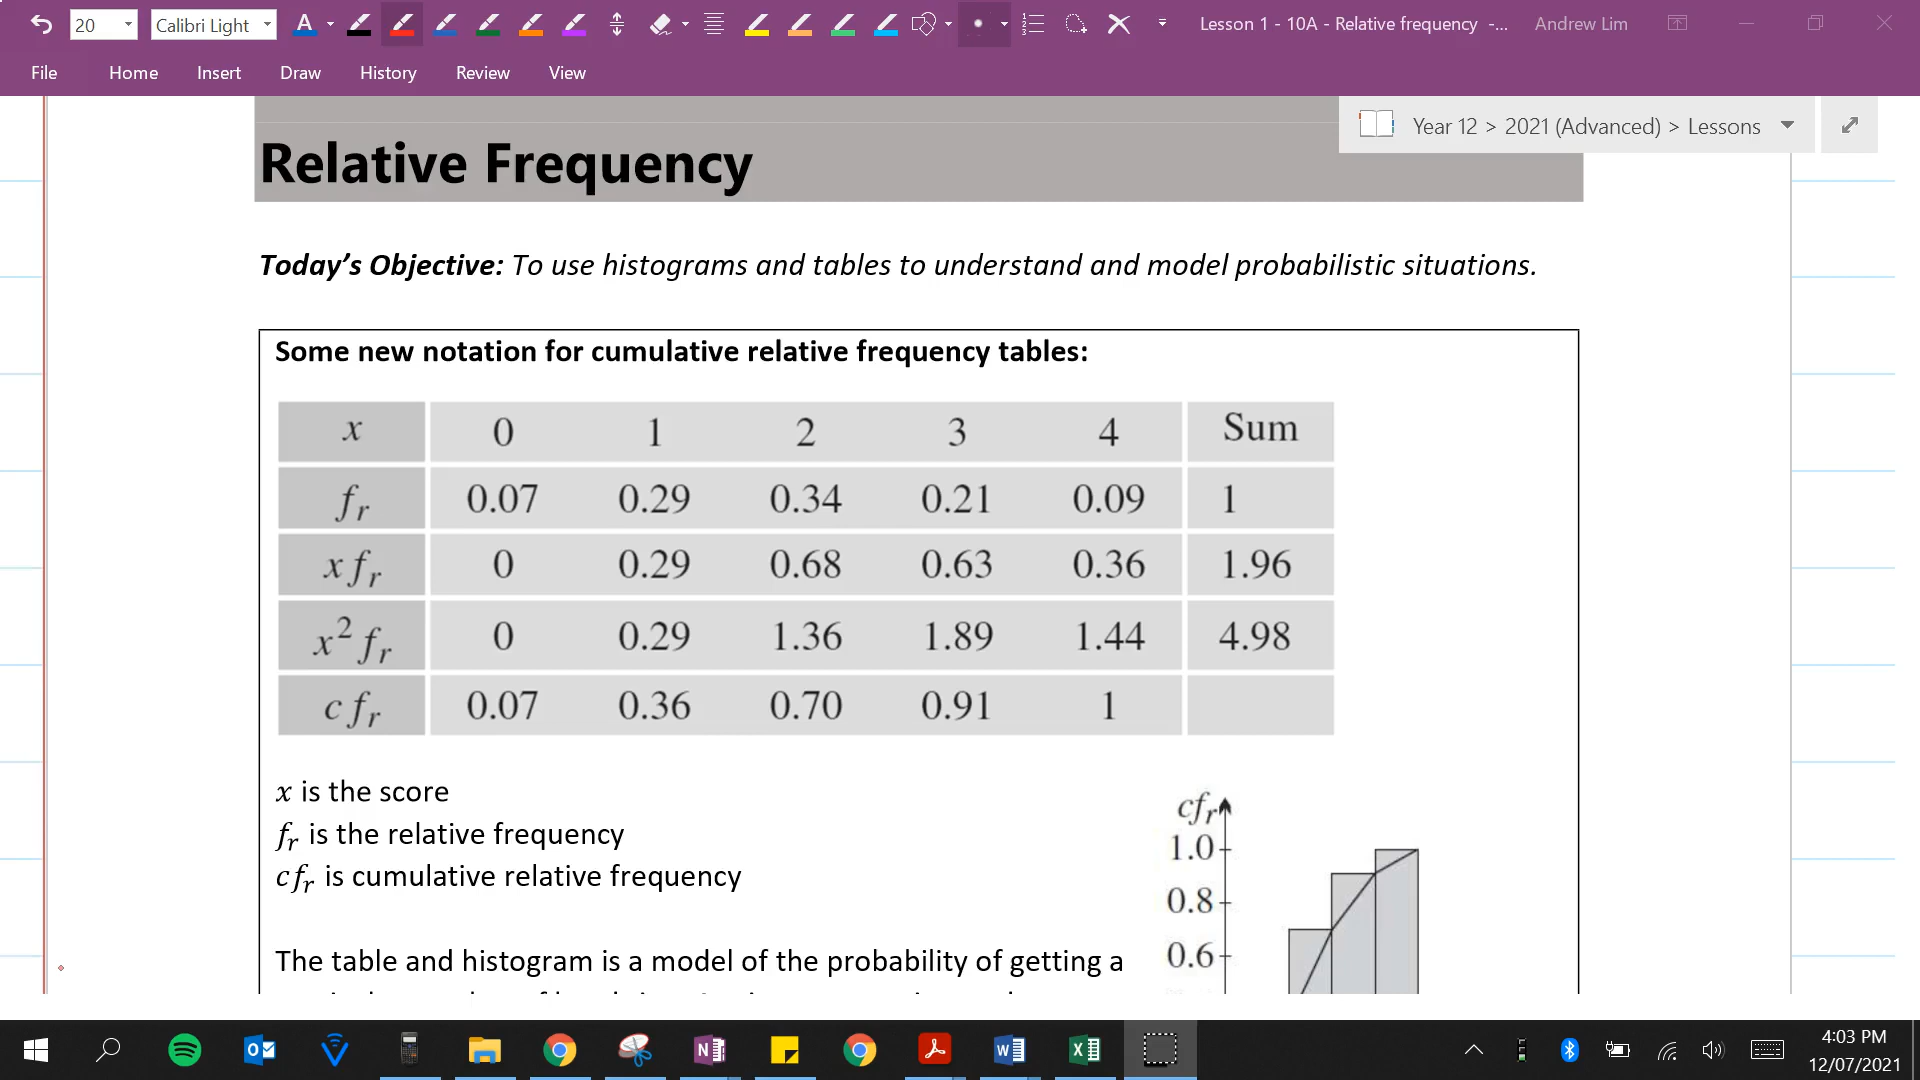 20 Calibri Light A Lesson 1 - 10A - Relative frequency -... Andrew Lim
File Home Insert Draw History Review View
Year 12 > 2021 (Advanced) > Lessons
Relative Frequency
Today's Objective: To use histograms and tables to understand and model probabilistic situations.
Some new notation for cumulative relative frequency tables:
x 0 1 2 3 4 Sum
fr 0.07 0.29 0.34 0.21 0.09 1
x fr 0 0.29 0.68 0.63 0.36 1.96
x² fr 0 0.29 1.36 1.89 1.44 4.98
c fr 0.07 0.36 0.70 0.91 1
x is the score
fr is the relative frequency
cfr is cumulative relative frequency
The table and histogram is a model of the probability of getting a
cfr
1.0
0.8
0.6
4:03 PM
12/07/2021